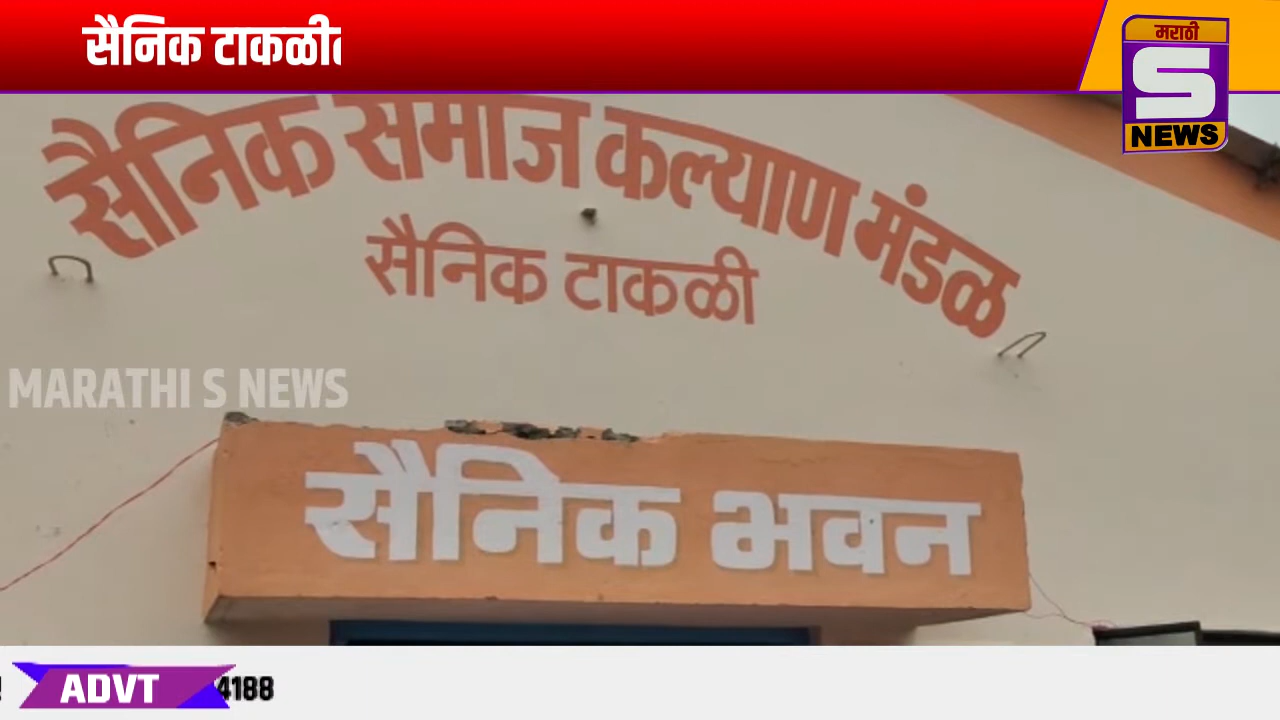 सैनिक टाकळी
मराठी
S
NEWS
सैनिक समाज कल्याण मंडळ
सैनिक टाकळी
MARATHI S NEWS
सैनिक भवन
ADVT
4188